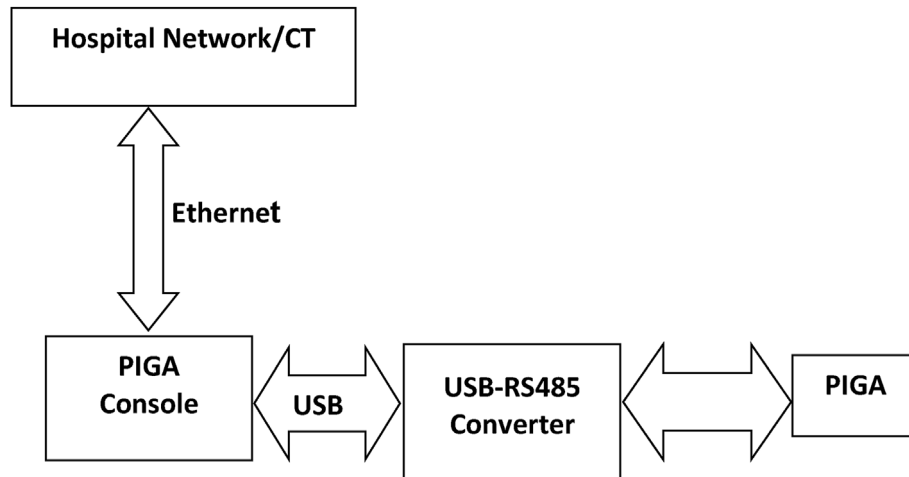 Hospital Network/CT
Ethernet
PIGA
Console
USB
USB-RS485
Converter
PIGA